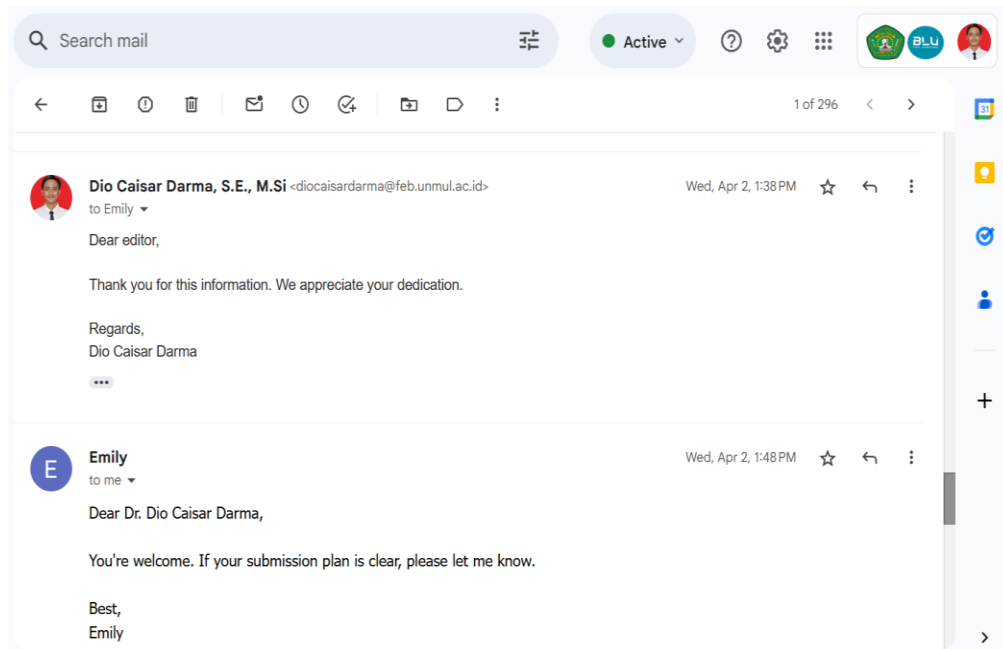 Search mail
Active
BLU
1 of 296
31
Dio Caisar Darma, S.E., M.Si <diocaisardarma@feb.unmul.ac.id>
Wed, Apr 2, 1:38 PM
to Emily
Dear editor,
Thank you for this information. We appreciate your dedication.
Regards,
Dio Caisar Darma
E
Emily
Wed, Apr 2, 1:48 PM
to me
Dear Dr. Dio Caisar Darma,
You're welcome. If your submission plan is clear, please let me know.
Best,
Emily